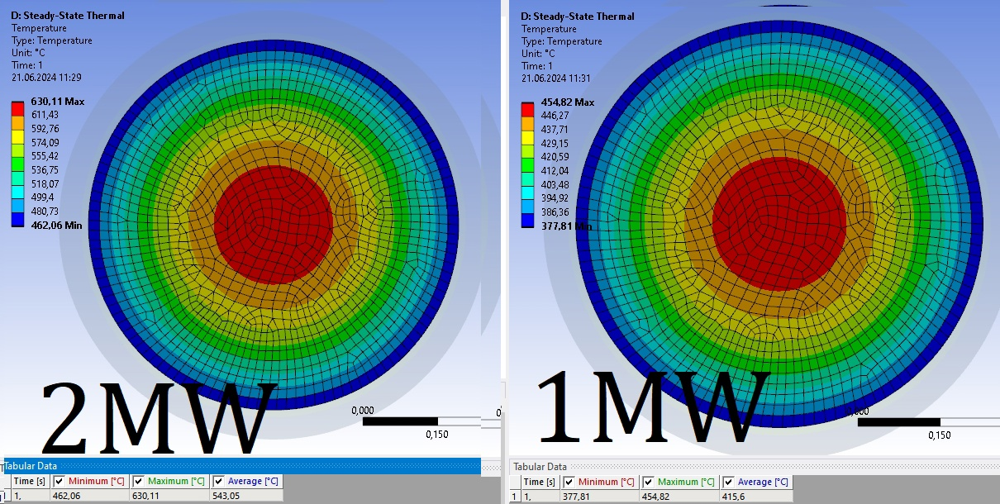 D: Steady-State Thermal
Temperature
Type: Temperature
Unit: °C
Time: 1
21.06.2024 11:29
630,11 Max
611,43
592,76
574,09
555,42
536,75
518,07
499,4
480,73
462,06 Min
2MW
0,000
0,150
Tabular Data
Time [s] Minimum [°C] Maximum [°C] Average [°C]
1, 462,06 630,11 543,05
D: Steady-State Thermal
Temperature
Type: Temperature
Unit: °C
Time: 1
21.06.2024 11:31
454,82 Max
446,27
437,71
429,15
420,59
412,04
403,48
394,92
386,36
377,81 Min
1MW
0,150
Tabular Data
Time [s] Minimum [°C] Maximum [°C] Average [°C]
1 1, 377,81 454,82 415,6